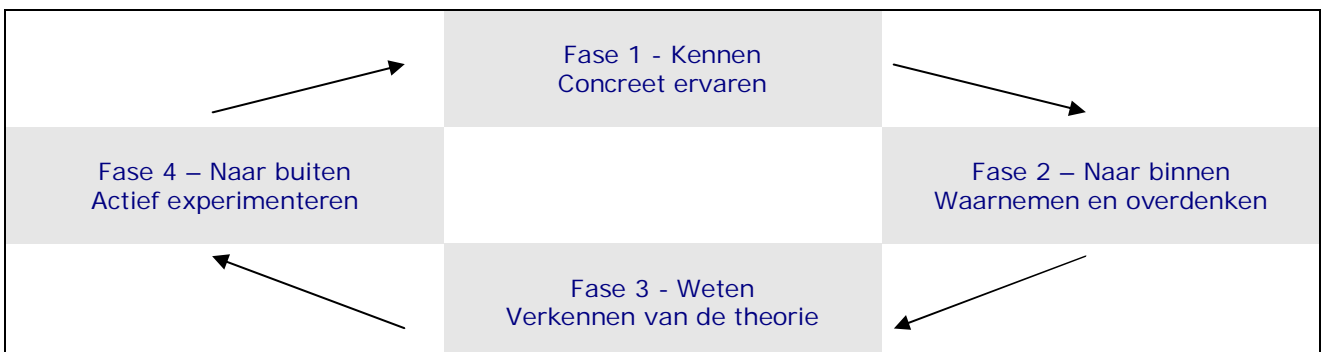 Fase 1 - Kennen
Concreet ervaren
Fase 4 – Naar buiten
Actief experimenteren
Fase 2 – Naar binnen
Waarnemen en overdenken
Fase 3 - Weten
Verkennen van de theorie